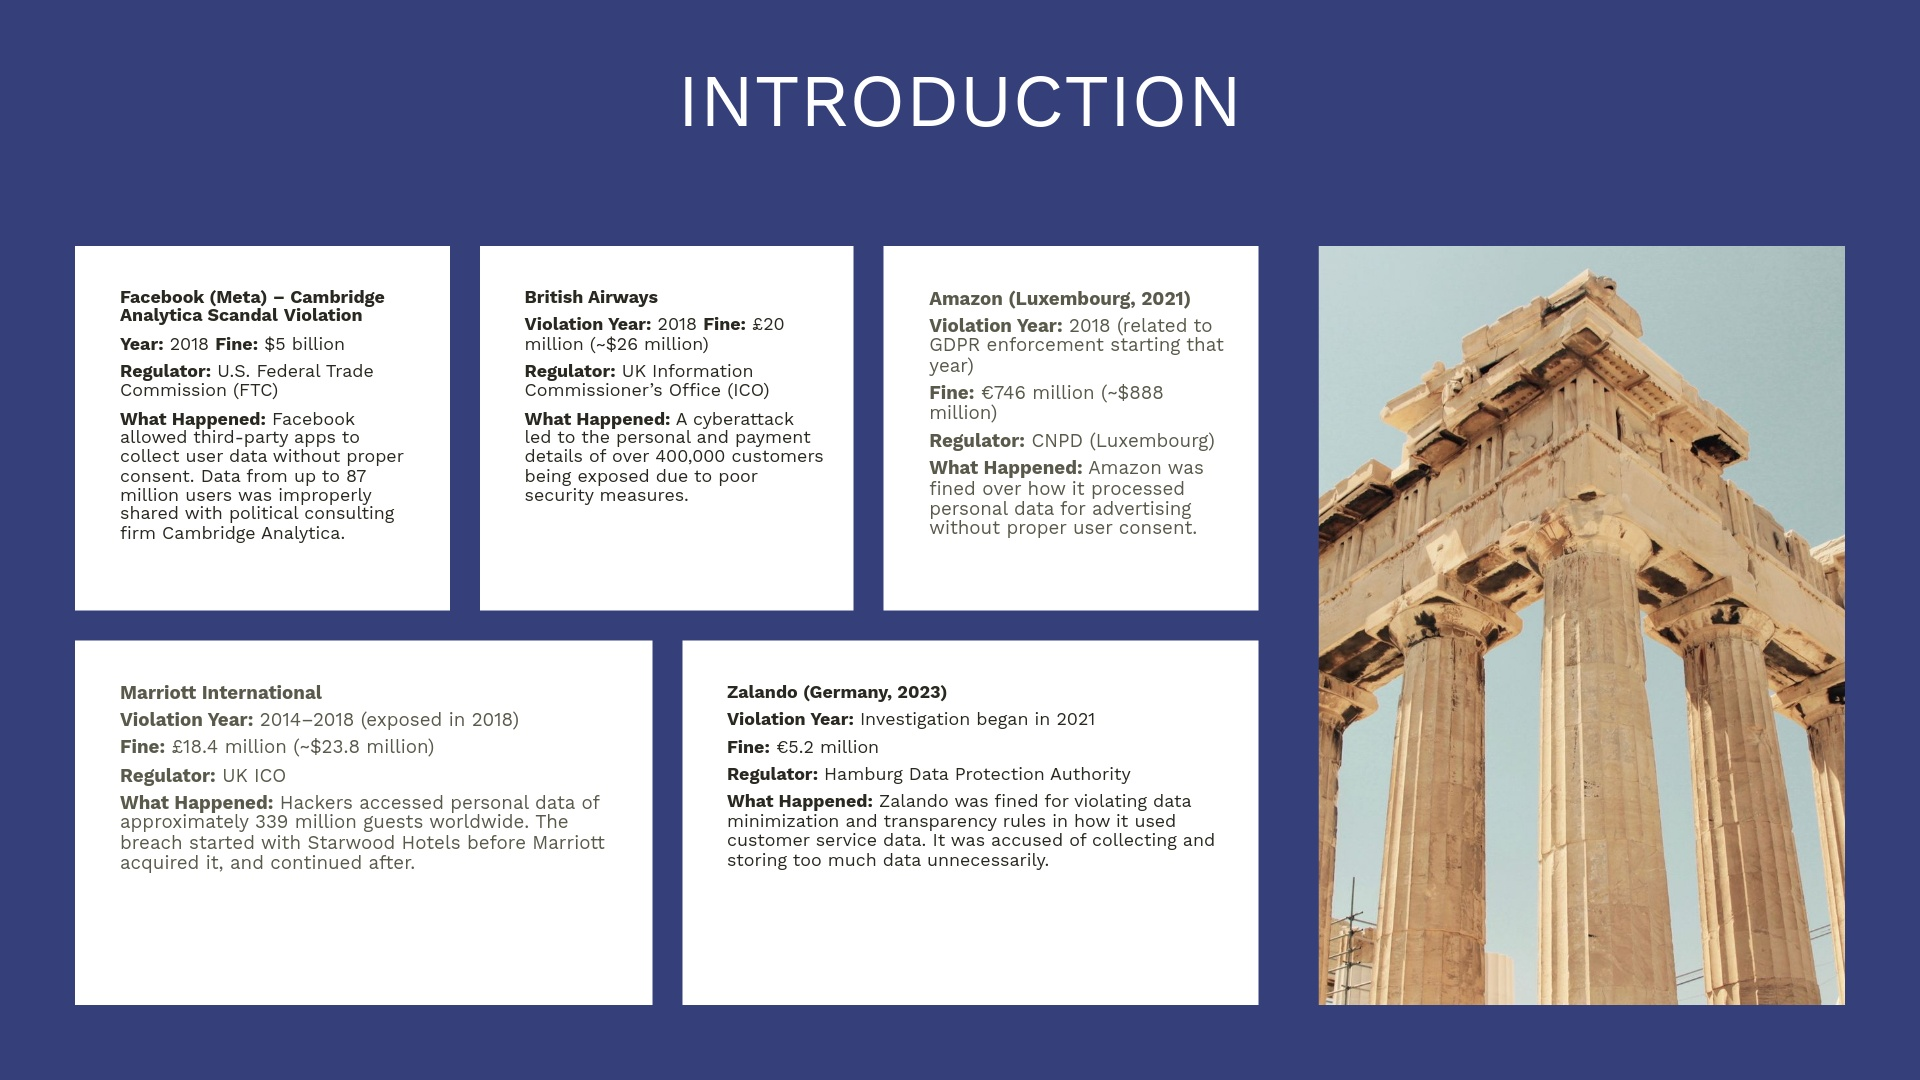 INTRODUCTION
Facebook (Meta) – Cambridge
Analytica Scandal Violation
Year: 2018 Fine: $5 billion
Regulator: U.S. Federal Trade
Commission (FTC)
What Happened: Facebook
allowed third-party apps to
collect user data without proper
consent. Data from up to 87
million users was improperly
shared with political consulting
firm Cambridge Analytica.
British Airways
Violation Year: 2018 Fine: £20
million (~$26 million)
Regulator: UK Information
Commissioner’s Office (ICO)
What Happened: A cyberattack
led to the personal and payment
details of over 400,000 customers
being exposed due to poor
security measures.
Amazon (Luxembourg, 2021)
Violation Year: 2018 (related to
GDPR enforcement starting that
year)
Fine: €746 million (~$888
million)
Regulator: CNPD (Luxembourg)
What Happened: Amazon was
fined over how it processed
personal data for advertising
without proper user consent.
Marriott International
Violation Year: 2014–2018 (exposed in 2018)
Fine: £18.4 million (~$23.8 million)
Regulator: UK ICO
What Happened: Hackers accessed personal data of
approximately 339 million guests worldwide. The
breach started with Starwood Hotels before Marriott
acquired it, and continued after.
Zalando (Germany, 2023)
Violation Year: Investigation began in 2021
Fine: €5.2 million
Regulator: Hamburg Data Protection Authority
What Happened: Zalando was fined for violating data
minimization and transparency rules in how it used
customer service data. It was accused of collecting and
storing too much data unnecessarily.